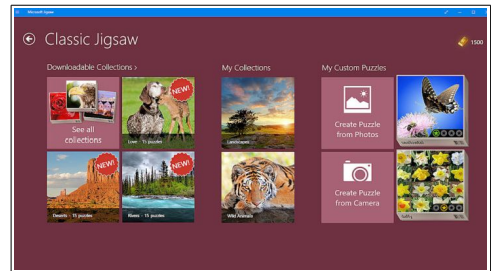 Microsoft Jigsaw
Classic Jigsaw
1500
Downloadable Collections >
My Collections
My Custom Puzzles
See all
collections
NEW!
Love - 15 puzzles
Landscapes
Create Puzzle
from Photos
NEW!
Deserts - 15 puzzles
NEW!
Rivers - 15 puzzles
Wild Animals
Create Puzzle
from Camera